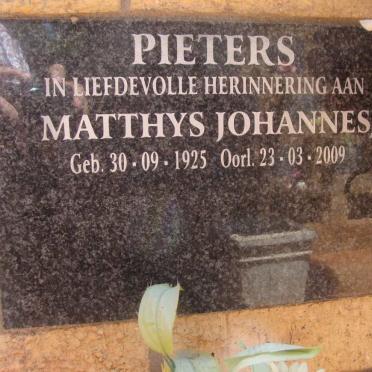 PIETERS
IN LIEFDEVOLLE HERINNERING AAN
MATTHYS JOHANNES
Geb. 30 - 09 - 1925 Oorl. 23 - 03 - 2009